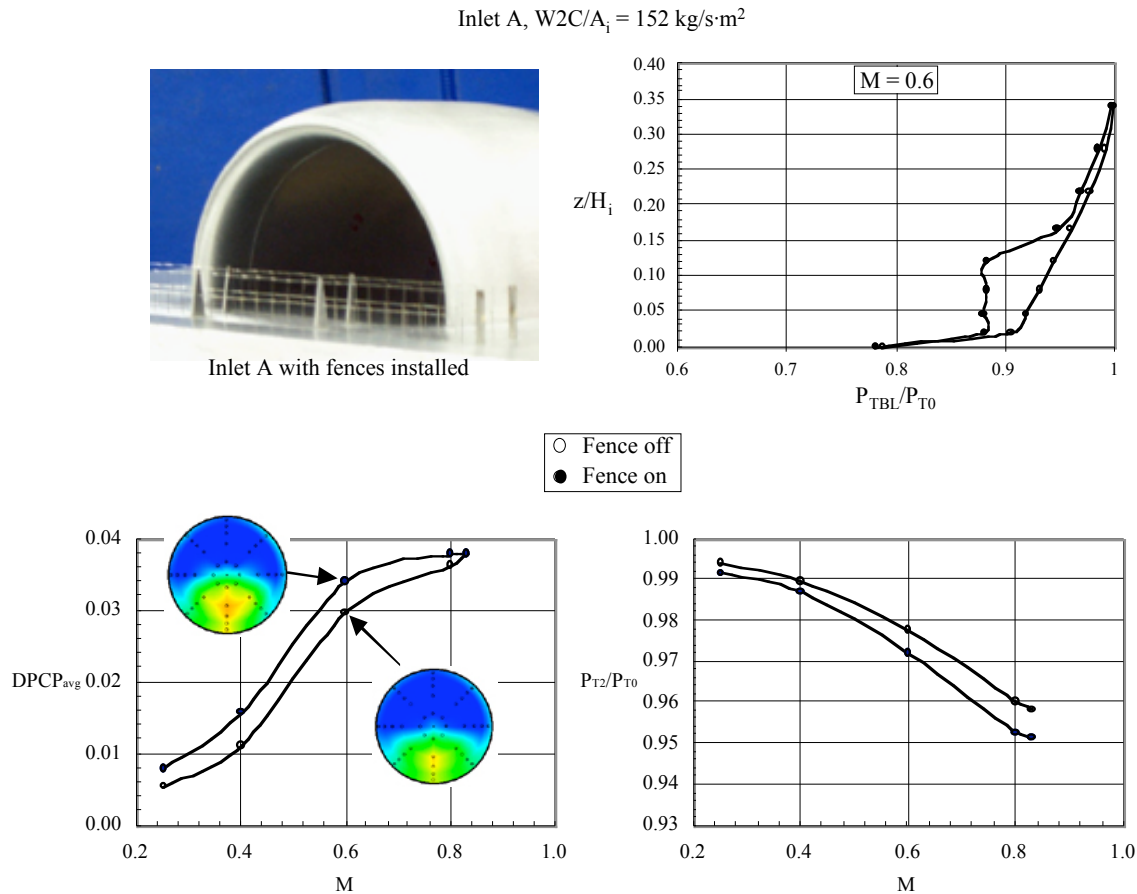 Inlet A, W2C/Aᵢ = 152 kg/s·m²
Inlet A with fences installed
M = 0.6
z/Hᵢ
0.40
0.35
0.30
0.25
0.20
0.15
0.10
0.05
0.00
0.6 0.7 0.8 0.9 1
P_TBL/P_T0
Fence off
Fence on
DPCPavg
0.04
0.03
0.02
0.01
0.00
0.2 0.4 0.6 0.8 1.0
M
P_T2/P_T0
1.00
0.99
0.98
0.97
0.96
0.95
0.94
0.93
0.2 0.4 0.6 0.8 1.0
M